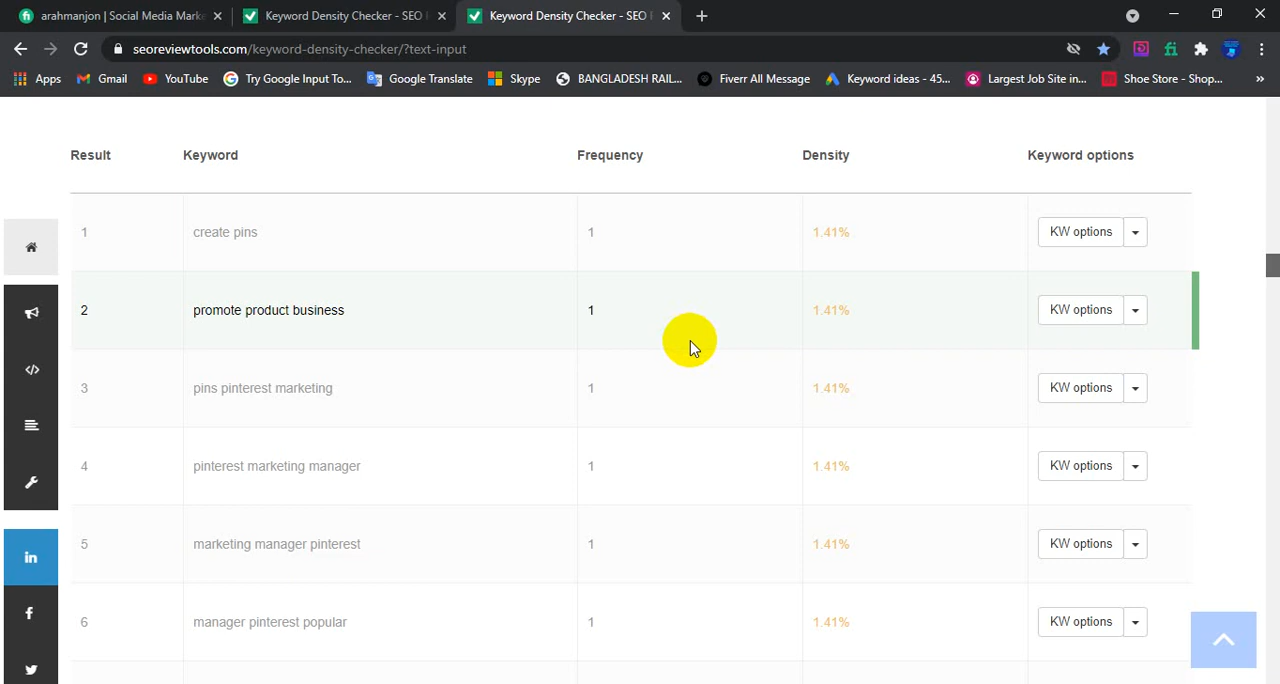 arahmanjon | Social Media Marke
Keyword Density Checker - SEO
Keyword Density Checker - SEO
seoreviewtools.com/keyword-density-checker/?text-input
Apps
Gmail
YouTube
Try Google Input To...
Google Translate
Skype
BANGLADESH RAIL...
Fiverr All Message
Keyword ideas - 45...
Largest Job Site in...
Shoe Store - Shop...
»
Result Keyword Frequency Density Keyword options
1 create pins 1 1.41% KW options
2 promote product business 1 1.41% KW options
3 pins pinterest marketing 1 1.41% KW options
4 pinterest marketing manager 1 1.41% KW options
5 marketing manager pinterest 1 1.41% KW options
6 manager pinterest popular 1 1.41% KW options